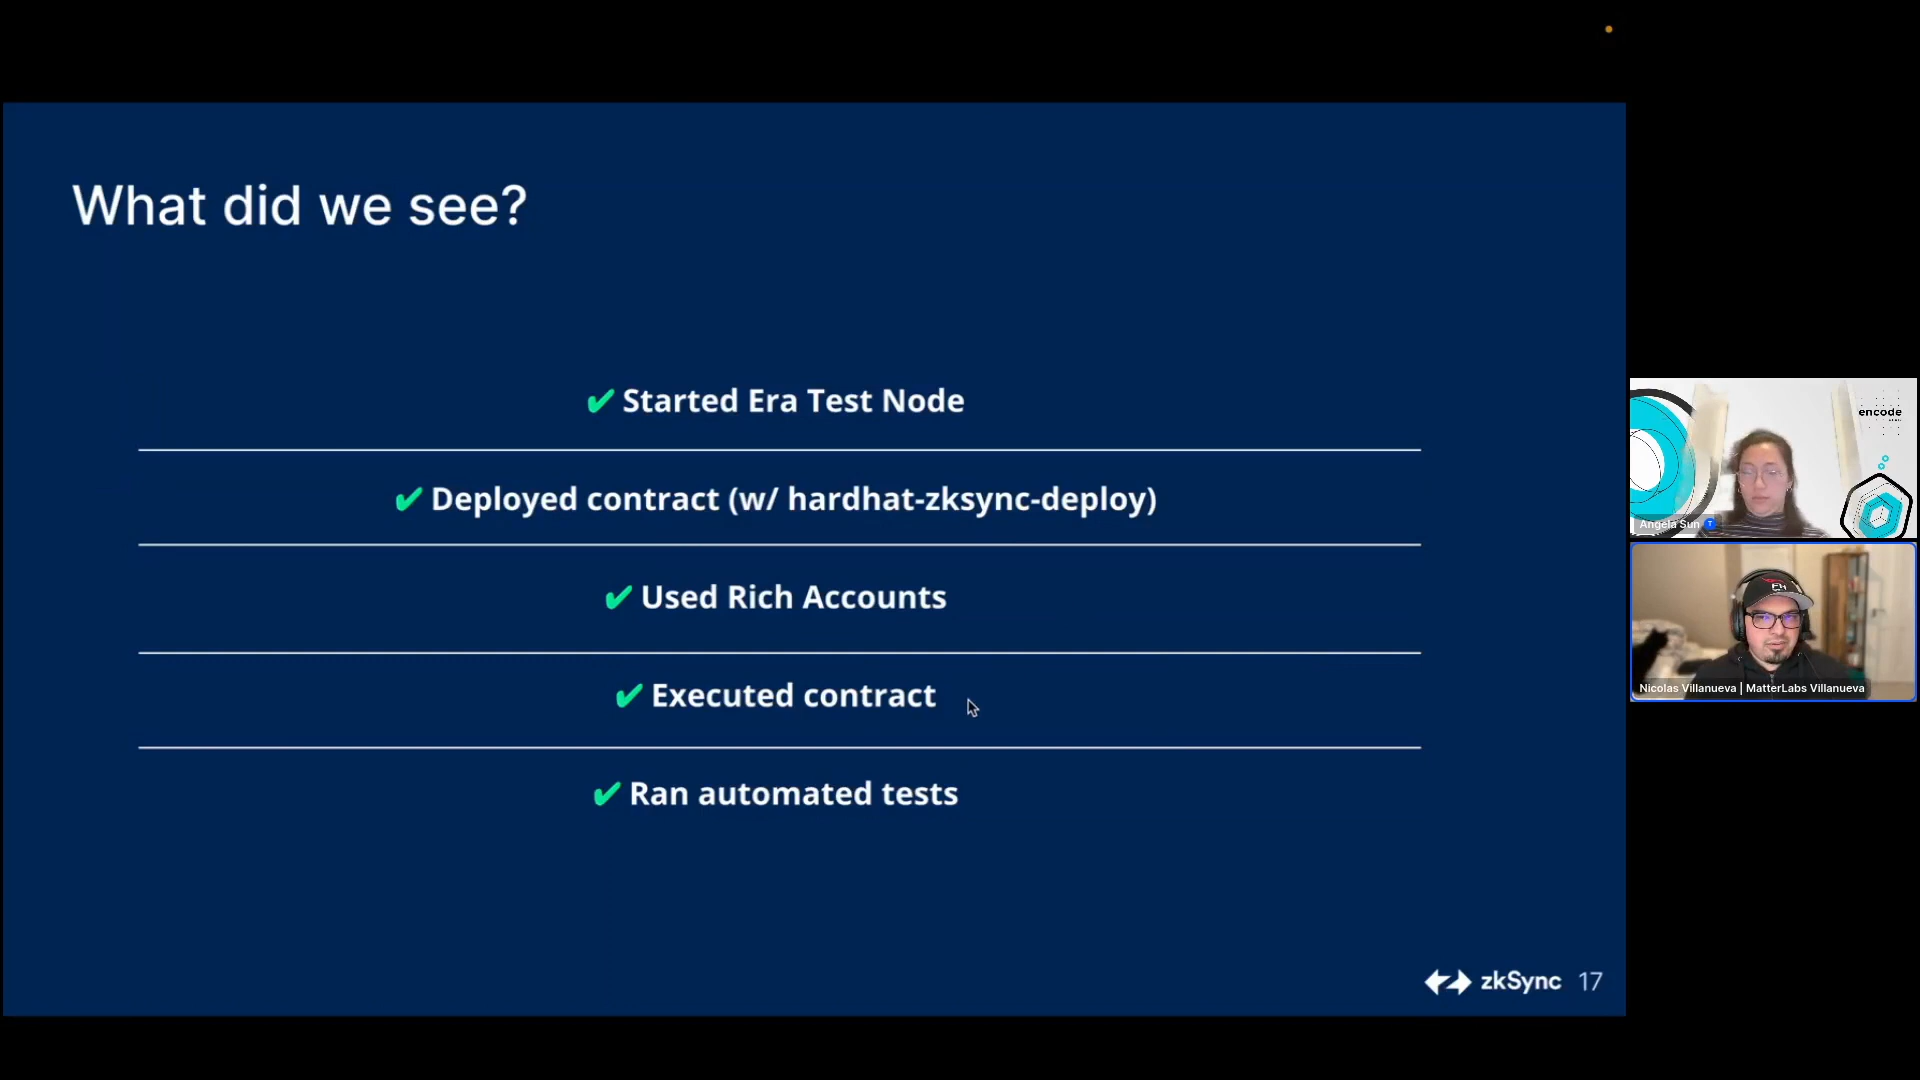 What did we see?
✔ Started Era Test Node
✔ Deployed contract (w/ hardhat-zksync-deploy)
✔ Used Rich Accounts
✔ Executed contract
✔ Ran automated tests
zkSync 17
encode
Angela Sun
Nicolas Villanueva | MatterLabs Villanueva